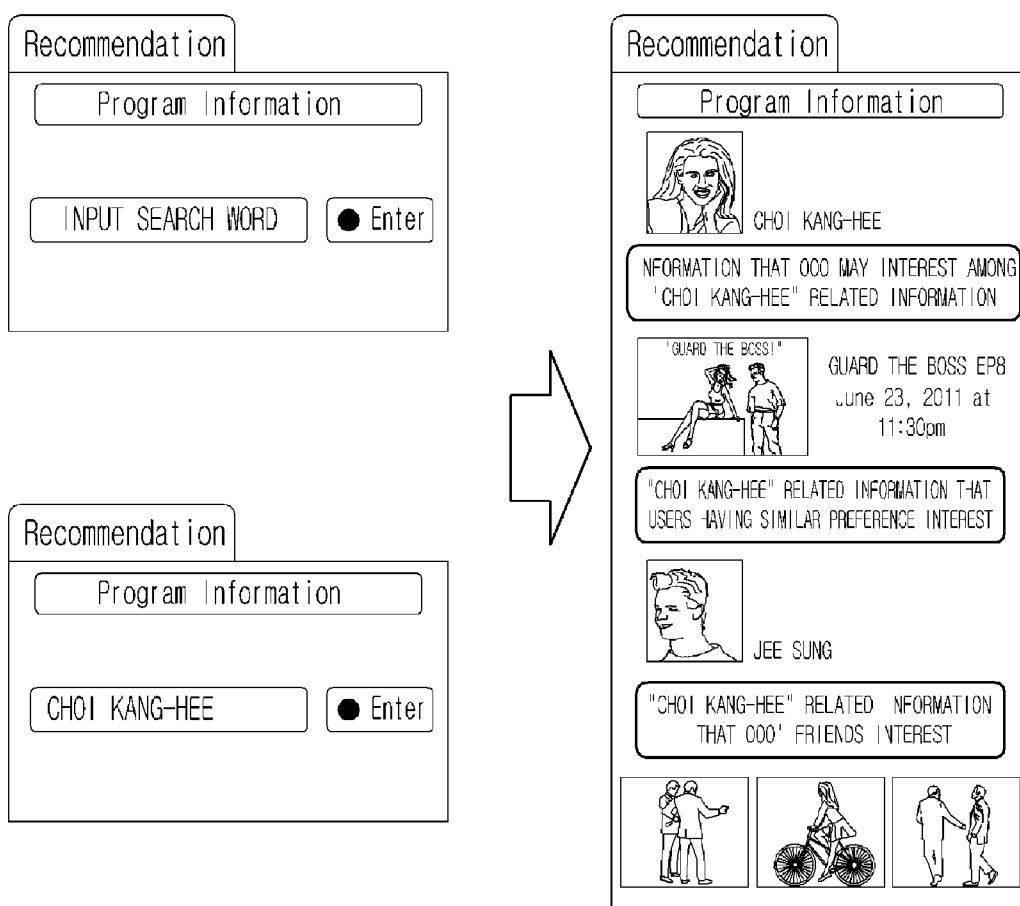 Recommendation
Program Information
INPUT SEARCH WORD
● Enter
Recommendation
Program Information
CHOI KANG-HEE
● Enter
Recommendation
Program Information
CHOI KANG-HEE
NFORMATION THAT OOO MAY INTEREST AMONG
'CHOI KANG-HEE" RELATED INFORMATION
'GUARD THE BOSS!"
GUARD THE BOSS EP8
June 23, 2011 at
11:30pm
"CHOI KANG-HEE" RELATED INFORMATION THAT
USERS HAVING SIMILAR PREFERENCE INTEREST
JEE SUNG
"CHOI KANG-HEE" RELATED NFORMATION
THAT OOO' FRIENDS INTEREST